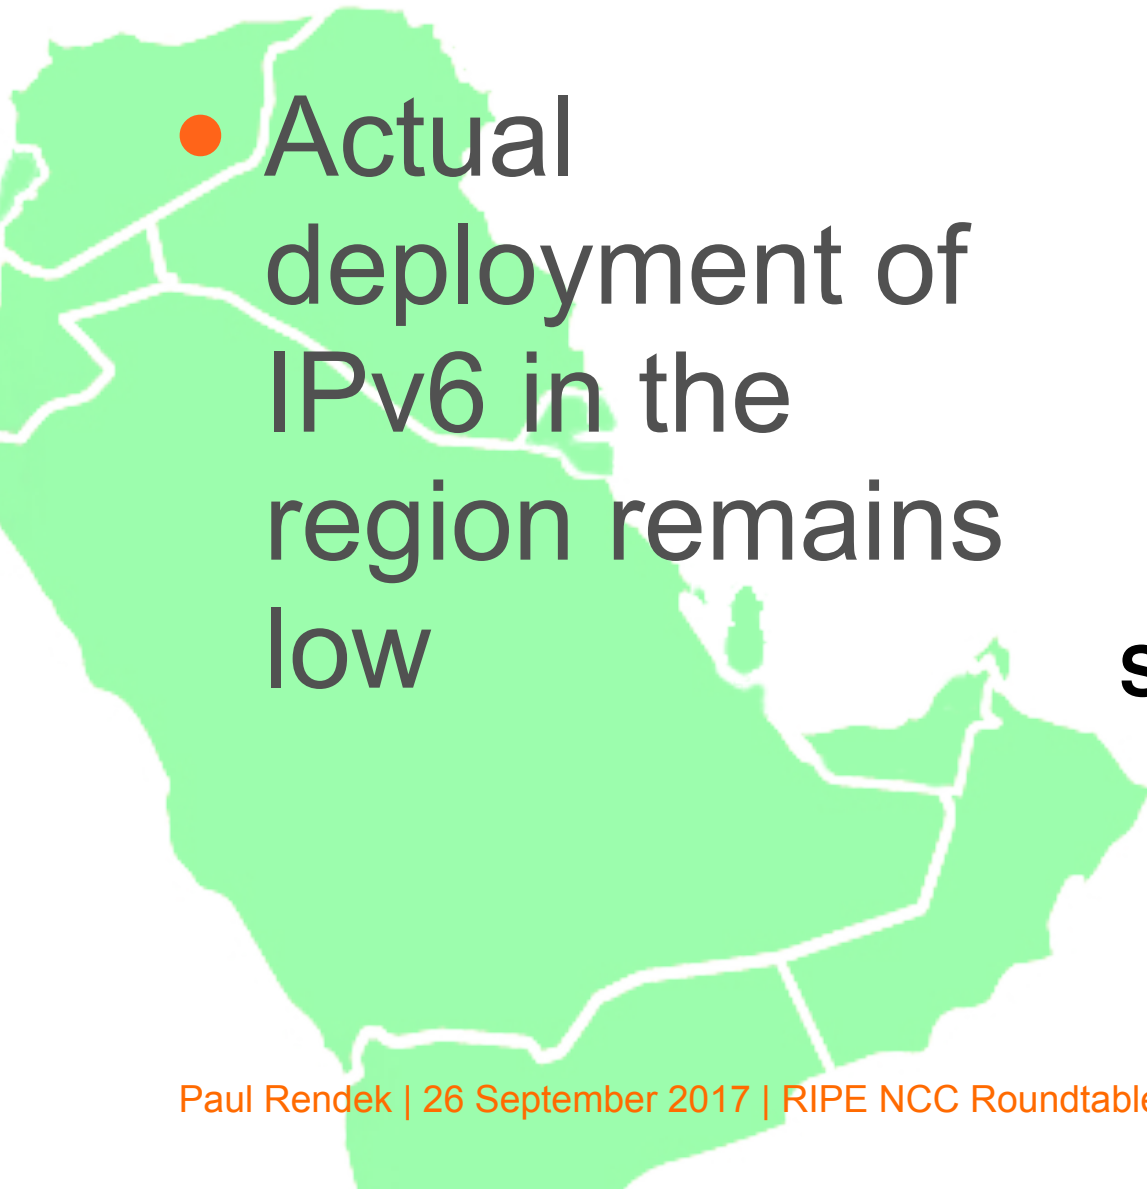 • Actual
deployment of
IPv6 in the
region remains
low
Paul Rendek | 26 September 2017 | RIPE NCC Roundtable